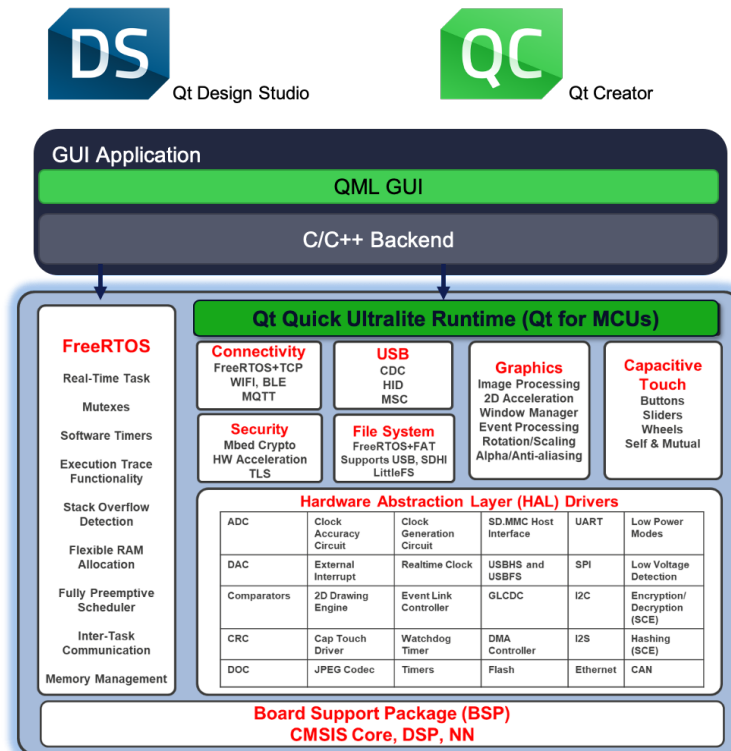 DS
Qt Design Studio
QC
Qt Creator
GUI Application
QML GUI
C/C++ Backend
FreeRTOS
Real-Time Task
Mutexes
Software Timers
Execution Trace
Functionality
Stack Overflow
Detection
Flexible RAM
Allocation
Fully Preemptive
Scheduler
Inter-Task
Communication
Memory Management
Qt Quick Ultralite Runtime (Qt for MCUs)
Connectivity
FreeRTOS+TCP
WIFI, BLE
MQTT
USB
CDC
HID
MSC
Graphics
Image Processing
2D Acceleration
Window Manager
Event Processing
Rotation/Scaling
Alpha/Anti-aliasing
Capacitive
Touch
Buttons
Sliders
Wheels
Self & Mutual
Security
Mbed Crypto
HW Acceleration
TLS
File System
FreeRTOS+FAT
Supports USB, SDHI
LittleFS
Hardware Abstraction Layer (HAL) Drivers
ADC
Clock
Accuracy
Circuit
Clock
Generation
Circuit
SD.MMC Host
Interface
UART
Low Power
Modes
DAC
External
Interrupt
Realtime Clock
USBHS and
USBFS
SPI
Low Voltage
Detection
Comparators
2D Drawing
Engine
Event Link
Controller
GLCDC
I2C
Encryption/
Decryption
(SCE)
CRC
Cap Touch
Driver
Watchdog
Timer
DMA
Controller
I2S
Hashing
(SCE)
DOC
JPEG Codec
Timers
Flash
Ethernet
CAN
Board Support Package (BSP)
CMSIS Core, DSP, NN